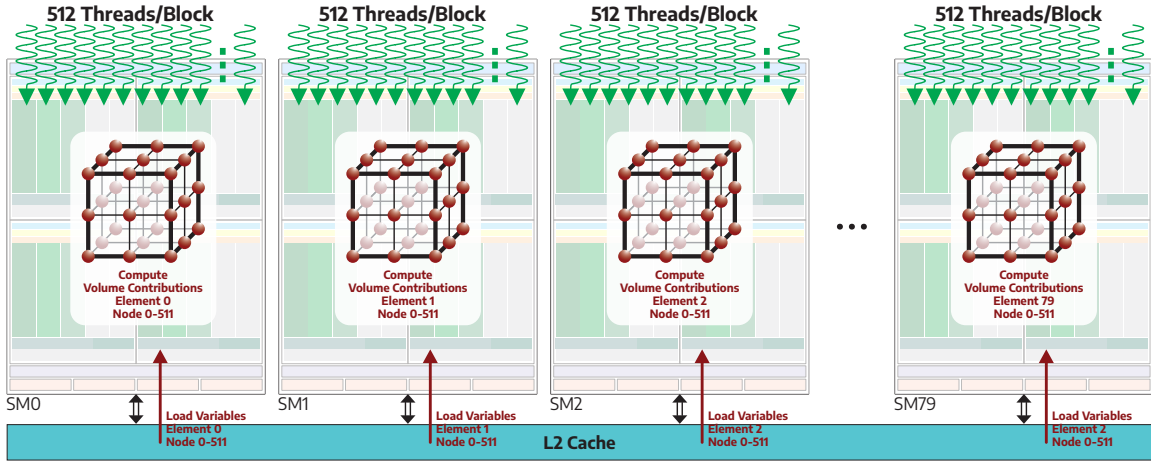 512 Threads/Block
512 Threads/Block
512 Threads/Block
512 Threads/Block
Compute
Volume Contributions
Element 0
Node 0-511
Compute
Volume Contributions
Element 1
Node 0-511
Compute
Volume Contributions
Element 2
Node 0-511
...
Compute
Volume Contributions
Element 79
Node 0-511
SM0
SM1
SM2
SM79
Load Variables
Element 0
Node 0-511
Load Variables
Element 1
Node 0-511
Load Variables
Element 2
Node 0-511
Load Variables
Element 2
Node 0-511
L2 Cache